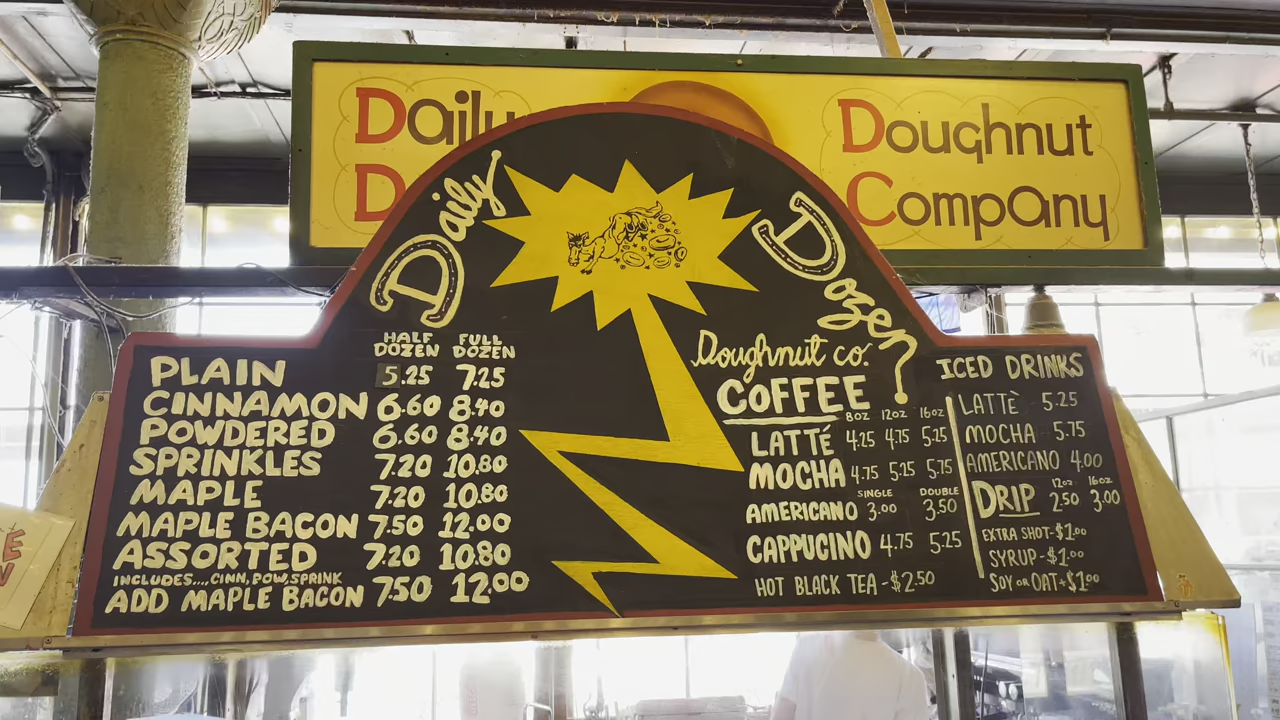 Daily
Doughnut
D
Company
Daily
Dozen
Doughnut co.
HALF DOZEN FULL DOZEN
PLAIN 5.25 7.25
CINNAMON 6.60 8.40
POWDERED 6.60 8.40
SPRINKLES 7.20 10.80
MAPLE 7.20 10.80
MAPLE BACON 7.50 12.00
ASSORTED 7.20 10.80
INCLUDES...,CINN, POW, SPRINK
ADD MAPLE BACON 7.50 12.00
COFFEE
8oz 12oz 16oz
LATTÉ 4.25 4.75 5.25
MOCHA 4.75 5.25 5.75
SINGLE DOUBLE
AMERICANO 3.00 3.50
CAPPUCINO 4.75 5.25
HOT BLACK TEA -$2.50
ICED DRINKS
LATTÈ 5.25
MOCHA 5.75
AMERICANO 4.00
12oz 16oz
DRIP 2.50 3.00
EXTRA SHOT-$1.00
SYRUP-$1.00
SOY OR OAT+$1.00